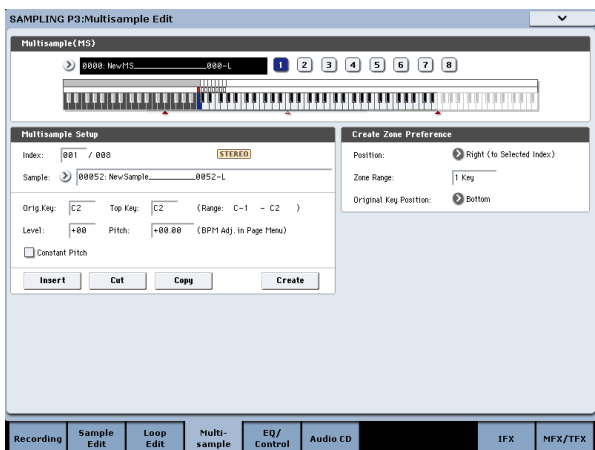 SAMPLING P3:Multisample Edit
Multisample(MS)
0000: NewMS_______________000-L
1 2 3 4 5 6 7 8
Multisample Setup
Index: 001 / 008 STEREO
Sample: 00052: NewSample__________0052-L
Orig.Key: C2 Top Key: C2 (Range: C-1 - C2 )
Level: +00 Pitch: +00.00 (BPM Adj. in Page Menu)
Constant Pitch
Insert Cut Copy Create
Create Zone Preference
Position: Right (to Selected Index)
Zone Range: 1 Key
Original Key Position: Bottom
Recording Sample Edit Loop Edit Multi-sample EQ/Control Audio CD IFX MFX/TFX